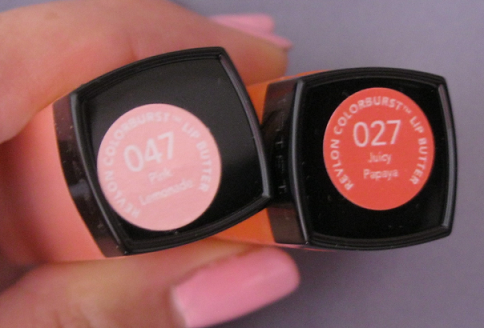 REVLON COLORBURST™ LIP BUTTER
047
Pink
Lemonade
REVLON COLORBURST™ LIP BUTTER
027
Juicy
Papaya